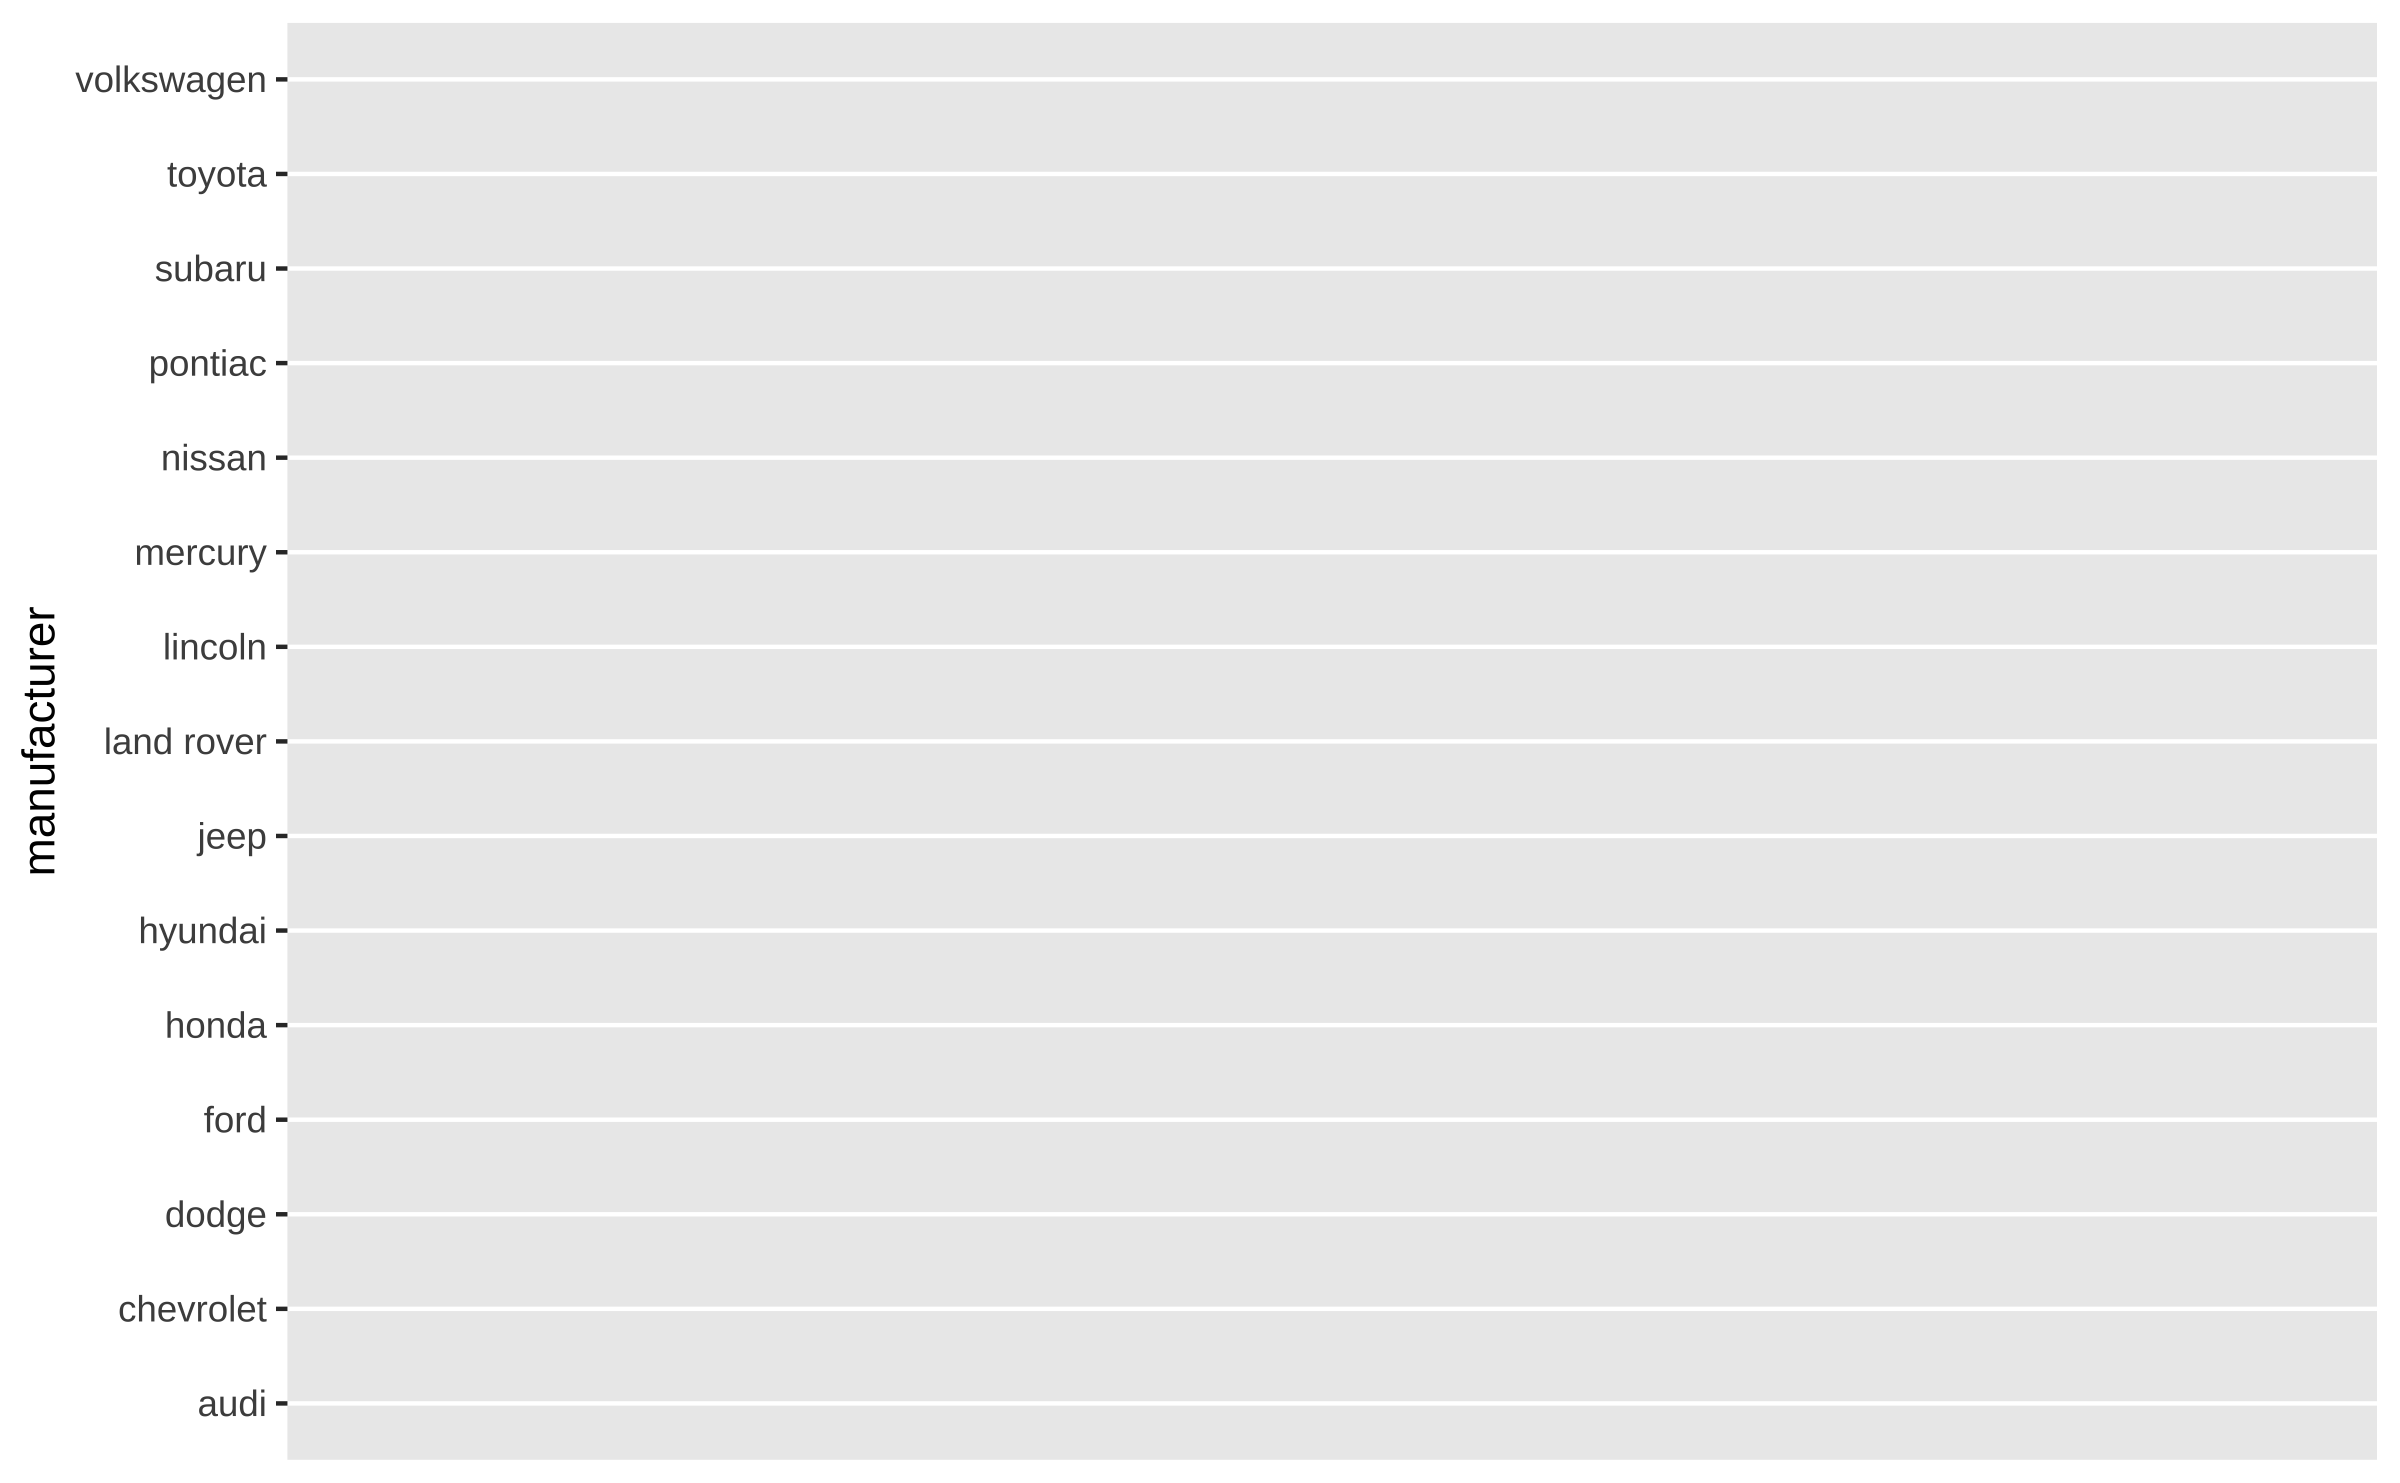 manufacturer
volkswagen
toyota
subaru
pontiac
nissan
mercury
lincoln
land rover
jeep
hyundai
honda
ford
dodge
chevrolet
audi